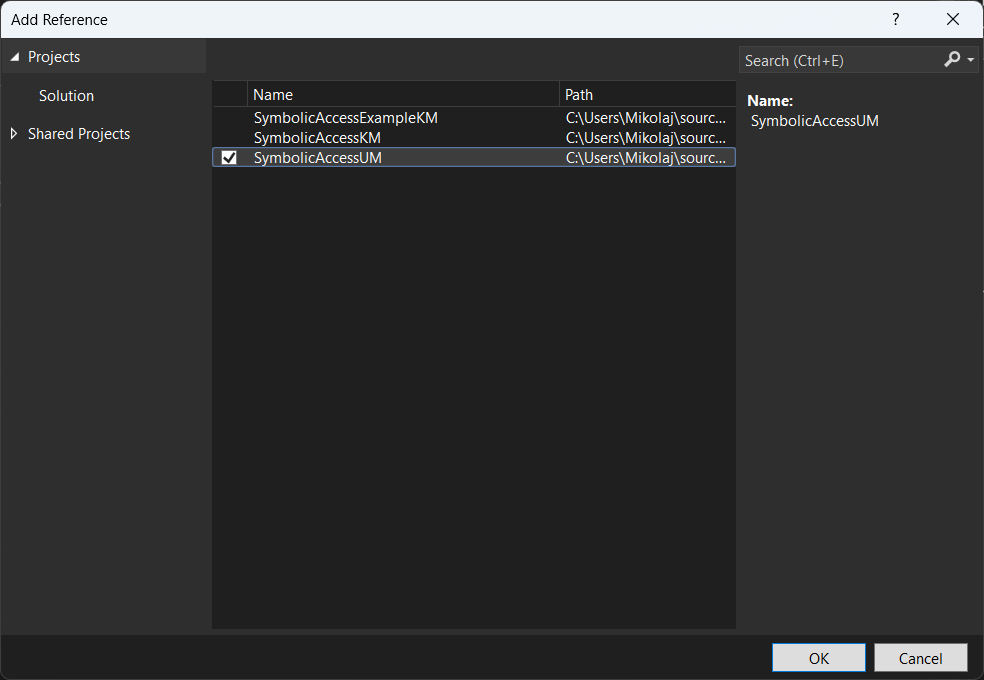 Add Reference
?
Projects
Solution
Shared Projects
Name Path
SymbolicAccessExampleKM C:\Users\Mikolaj\sourc...
SymbolicAccessKM C:\Users\Mikolaj\sourc...
SymbolicAccessUM C:\Users\Mikolaj\sourc...
Search (Ctrl+E)
Name:
SymbolicAccessUM
OK Cancel